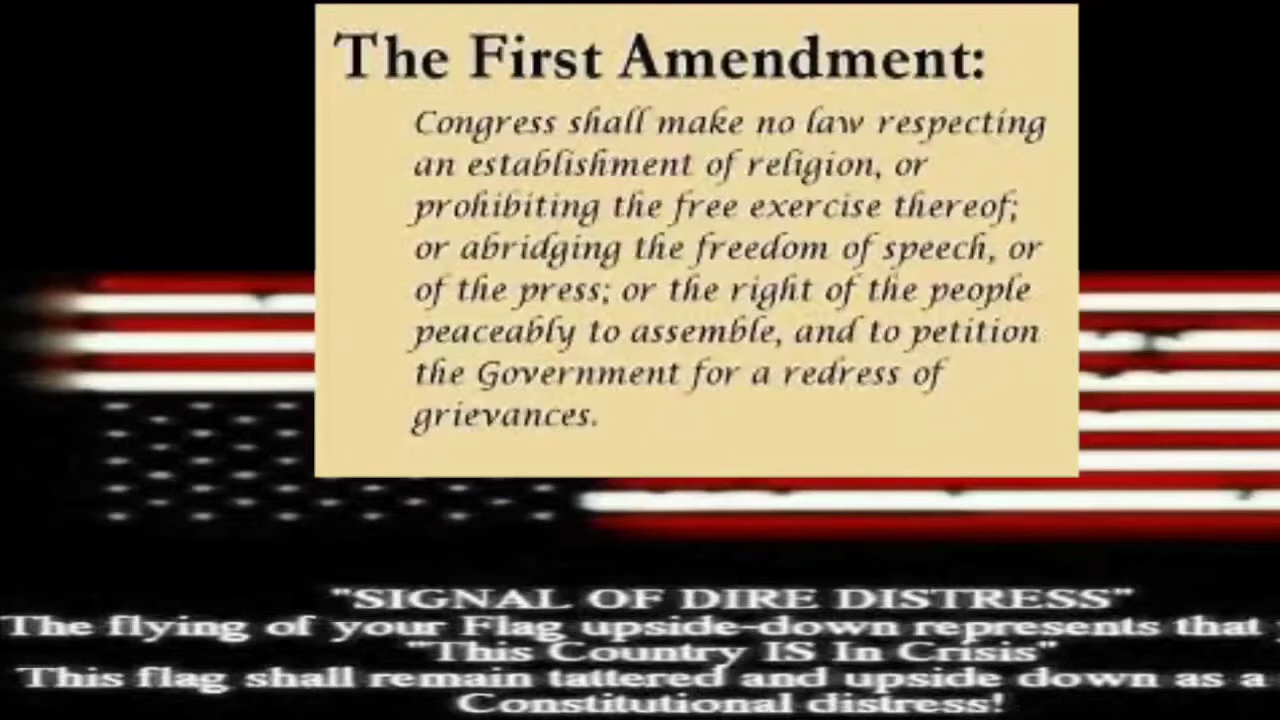 The First Amendment:
Congress shall make no law respecting
an establishment of religion, or
prohibiting the free exercise thereof;
or abridging the freedom of speech, or
of the press; or the right of the people
peaceably to assemble, and to petition
the Government for a redress of
grievances.
"SIGNAL OF DIRE DISTRESS"
The flying of your Flag upside-down represents that
"This Country IS In Crisis"
This flag shall remain tattered and upside down as a
Constitutional distress!